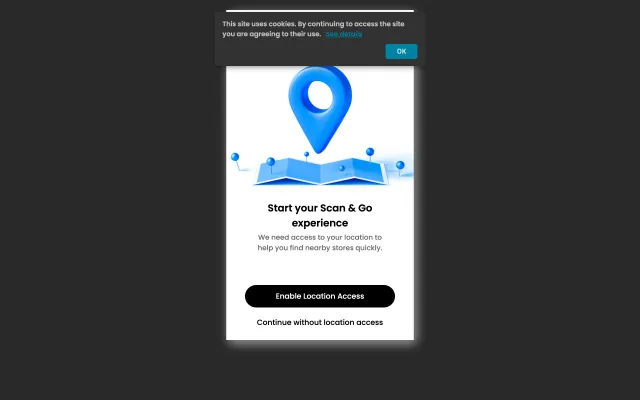 This site uses cookies. By continuing to access the site
you are agreeing to their use. See details
OK
Start your Scan & Go
experience
We need access to your location to
help you find nearby stores quickly.
Enable Location Access
Continue without location access